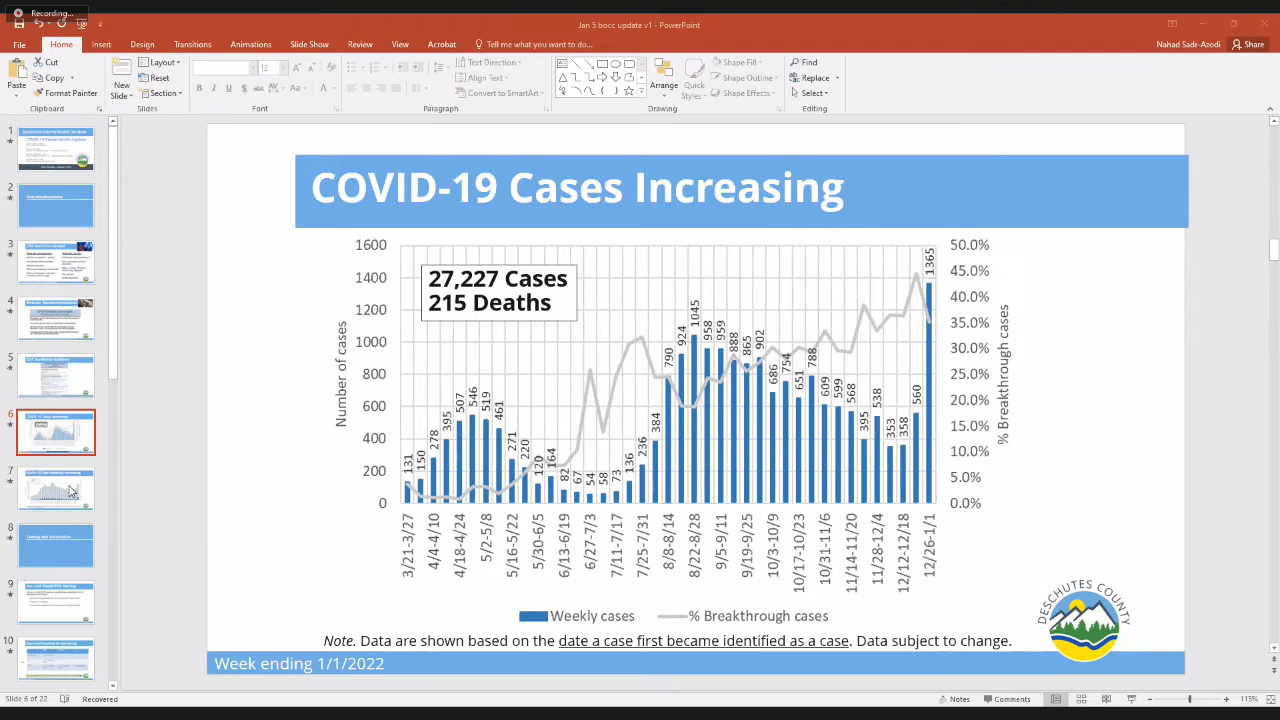 Recording...
Jan 5 bocc update v1 - PowerPoint
File Home Insert Design Transitions Animations Slide Show Review View Acrobat Tell me what you want to do... Nahad Sadr-Azodi Share
Paste
Cut
Copy
Format Painter
Clipboard
New Slide
Layout
Reset
Section
Slides
12
B I U S abc AV Aa A
Font
Text Direction
Align Text
Convert to SmartArt
Paragraph
Arrange
Quick Styles
Shape Fill
Shape Outline
Shape Effects
Drawing
Find
Replace
Select
Editing
1
2
3
4
5
6
7
8
9
10
COVID-19 Cases Increasing
27,227 Cases
215 Deaths
Number of cases
1600
1400
1200
1000
800
600
400
200
0
131 150 278 395 507 546 519 461 271 220 120 164 82 67 54 58 73 136 236 384 790 924 1045 958 959 888 865 902 686 754 651 788 609 599 568 395 538 353 358 560 1365
50.0%
45.0%
40.0%
35.0%
30.0%
25.0%
20.0%
15.0%
10.0%
5.0%
0.0%
% Breakthrough cases
3/21-3/27 4/4-4/10 4/18-4/24 5/2-5/8 5/16-5/22 5/30-6/5 6/13-6/19 6/27-7/3 7/11-7/17 7/25-7/31 8/8-8/14 8/22-8/28 9/5-9/11 9/19-9/25 10/3-10/9 10/17-10/23 10/31-11/6 11/14-11/20 11/28-12/4 12/12-12/18 12/26-1/1
Weekly cases % Breakthrough cases
Note. Data are shown based on the date a case first became identified as a case. Data subject to change.
DESCHUTES COUNTY
Week ending 1/1/2022
Slide 6 of 22 Recovered Notes Comments 115%